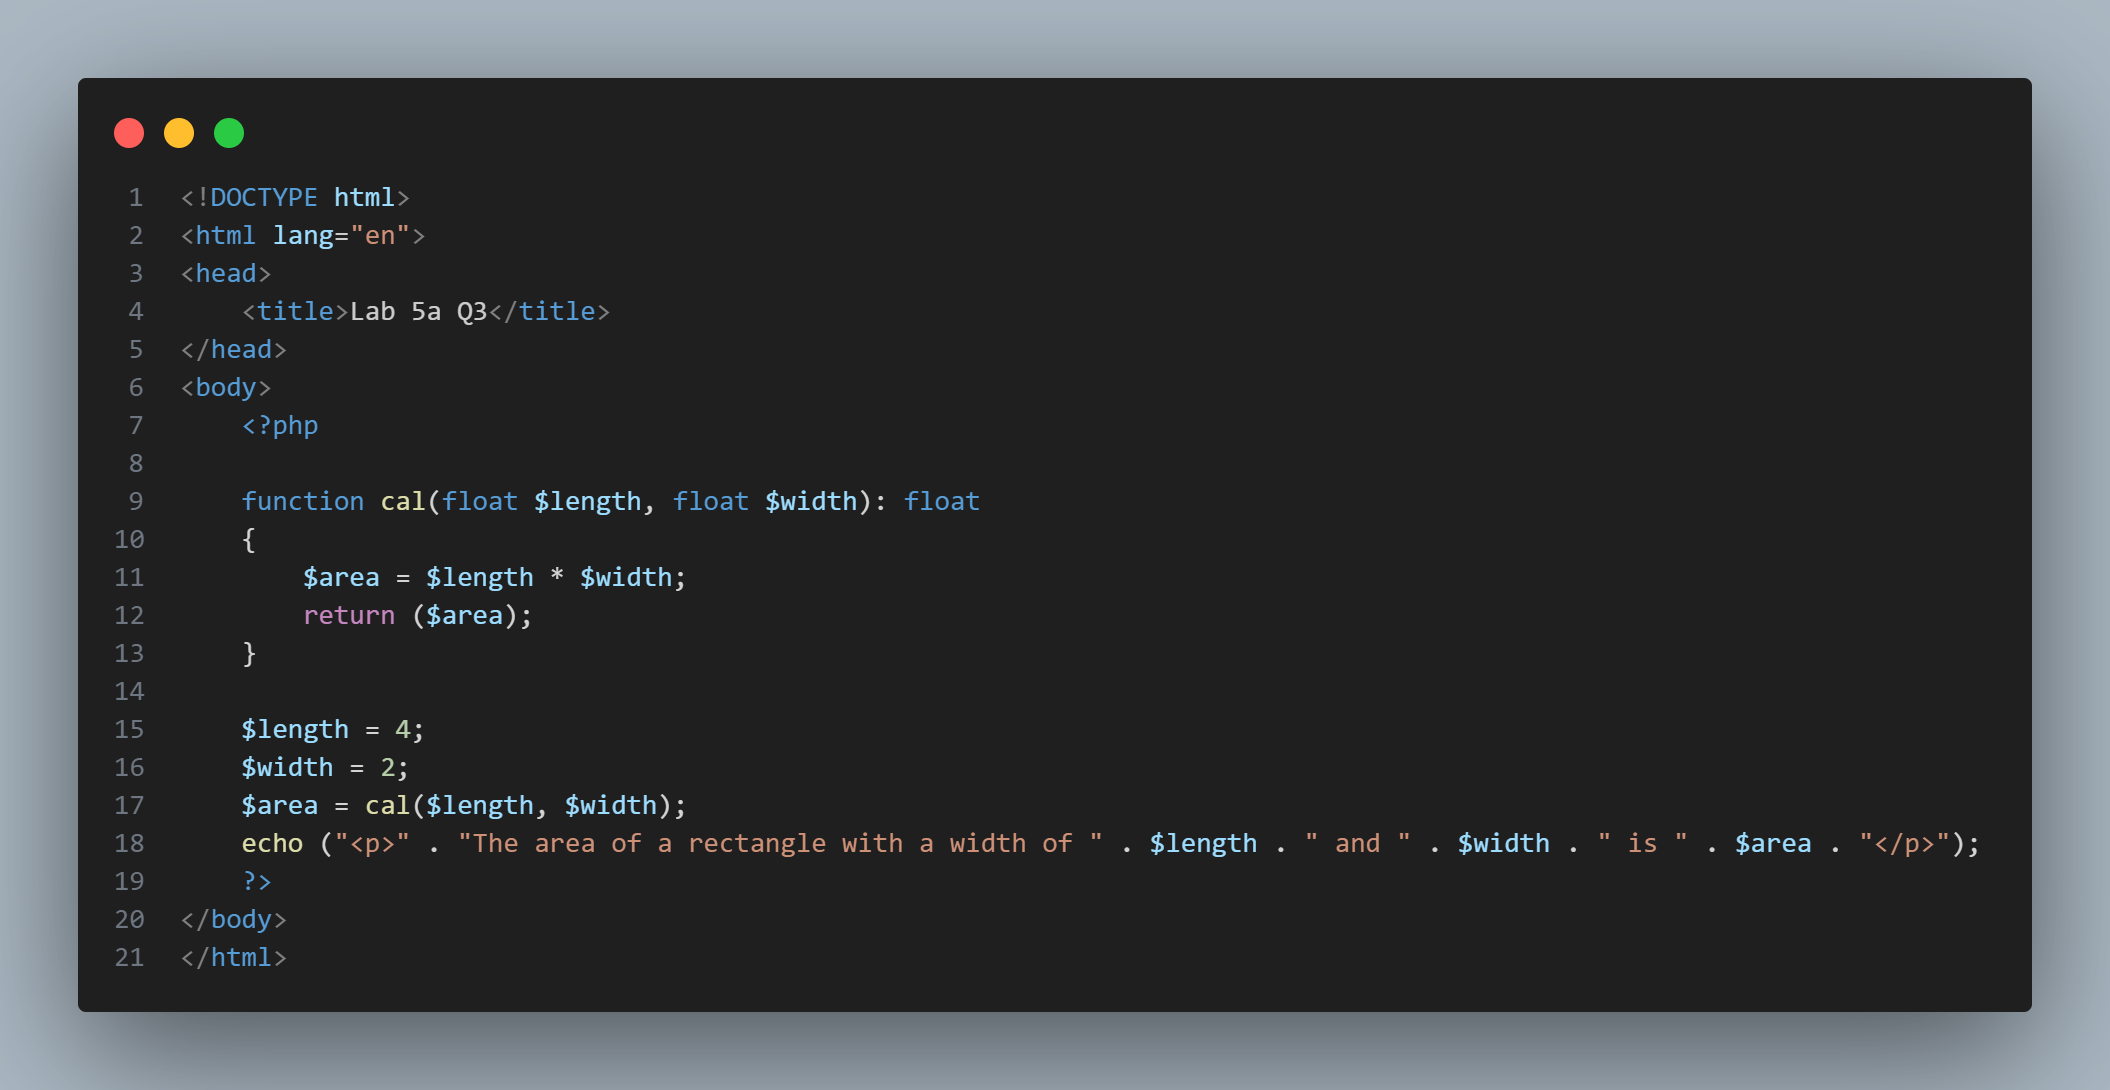 1 <!DOCTYPE html>
2 <html lang="en">
3 <head>
4     <title>Lab 5a Q3</title>
5 </head>
6 <body>
7     <?php
8
9     function cal(float $length, float $width): float
10     {
11         $area = $length * $width;
12         return ($area);
13     }
14
15     $length = 4;
16     $width = 2;
17     $area = cal($length, $width);
18     echo ("<p>" . "The area of a rectangle with a width of " . $length . " and " . $width . " is " . $area . "</p>");
19     ?>
20 </body>
21 </html>